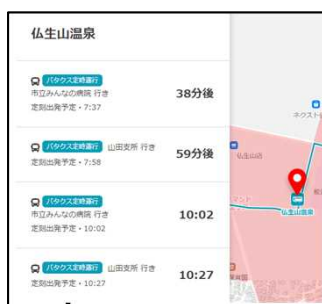 仏生山温泉
バタクス定時運行
市立みんなの病院 行き
定刻出発予定・7:37
38分後
バタクス定時運行 山田支所 行き
定刻出発予定・7:58
59分後
バタクス定時運行
市立みんなの病院 行き
定刻出発予定・10:02
10:02
バタクス定時運行 山田支所 行き
定刻出発予定・10:27
10:27
仏生山温泉